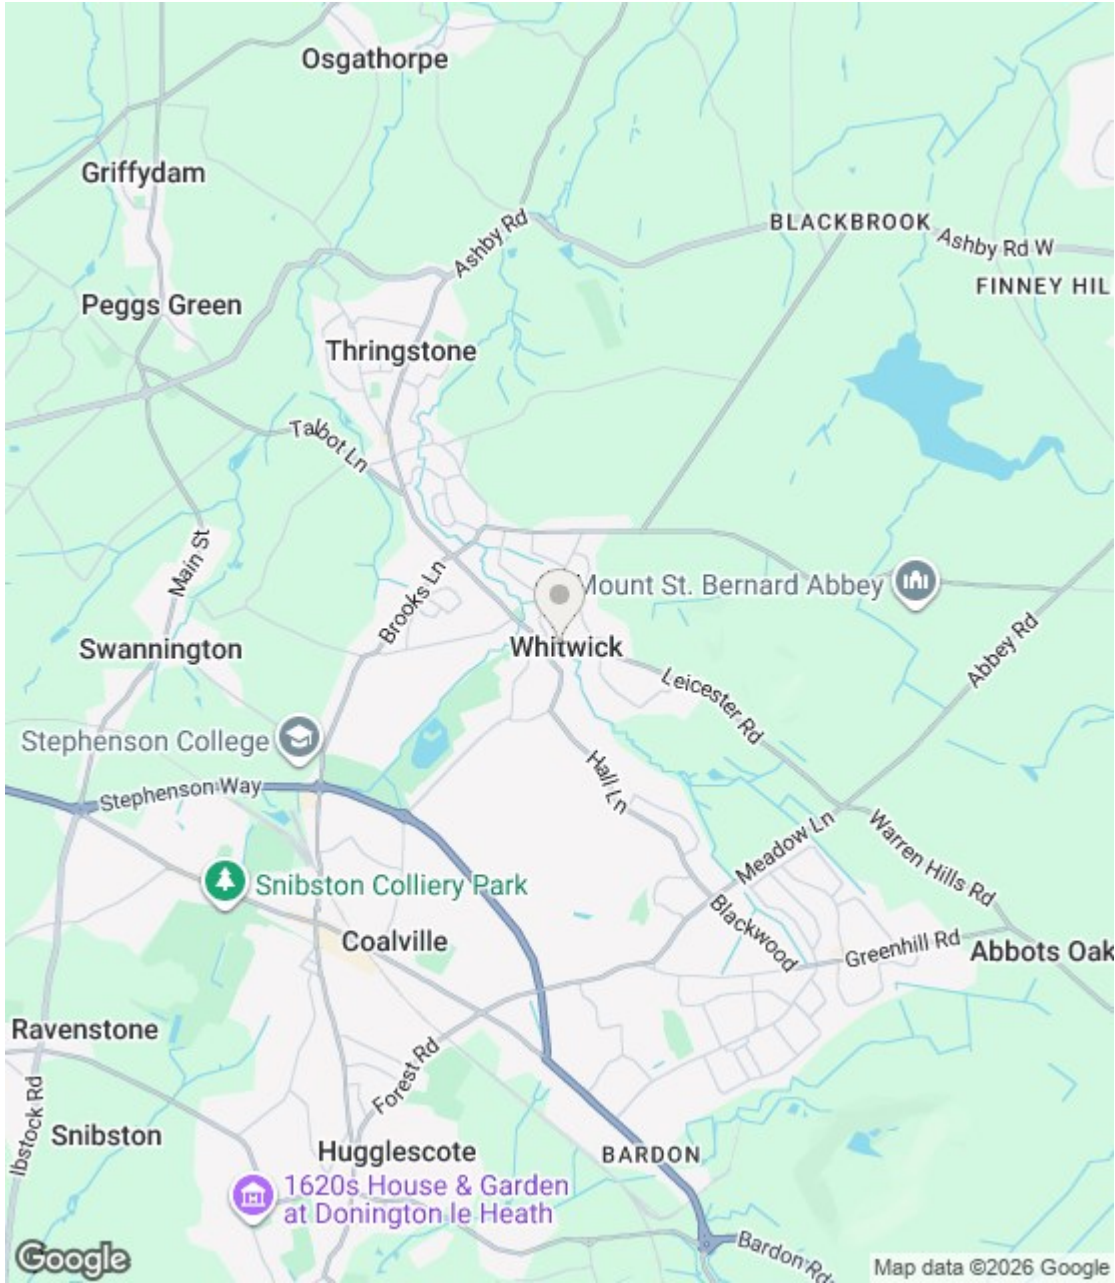 Osgathorpe
Griffydam
Ashby Rd
BLACKBROOK
Ashby Rd W
FINNEY HIL
Peggs Green
Thringstone
Talbot Ln
Main St
Brooks Ln
Mount St. Bernard Abbey
Swannington
Whitwick
Abbey Rd
Leicester Rd
Stephenson College
Stephenson Way
Hall Ln
Meadow Ln
Warren Hills Rd
Snibston Colliery Park
Blackwood
Coalville
Greenhill Rd
Abbots Oak
Ravenstone
Forest Rd
Ibstock Rd
Snibston
Hugglescote
BARDON
1620s House & Garden
at Donington le Heath
Bardon Rd
Google
Map data ©2026 Google